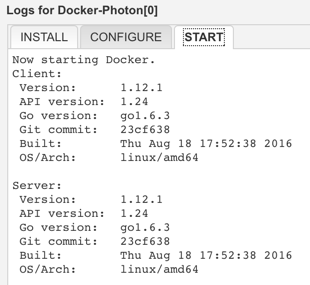 Logs for Docker-Photon[0]
INSTALL CONFIGURE START
Now starting Docker.
Client:
 Version:      1.12.1
 API version:  1.24
 Go version:   go1.6.3
 Git commit:   23cf638
 Built:        Thu Aug 18 17:52:38 2016
 OS/Arch:      linux/amd64

Server:
 Version:      1.12.1
 API version:  1.24
 Go version:   go1.6.3
 Git commit:   23cf638
 Built:        Thu Aug 18 17:52:38 2016
 OS/Arch:      linux/amd64